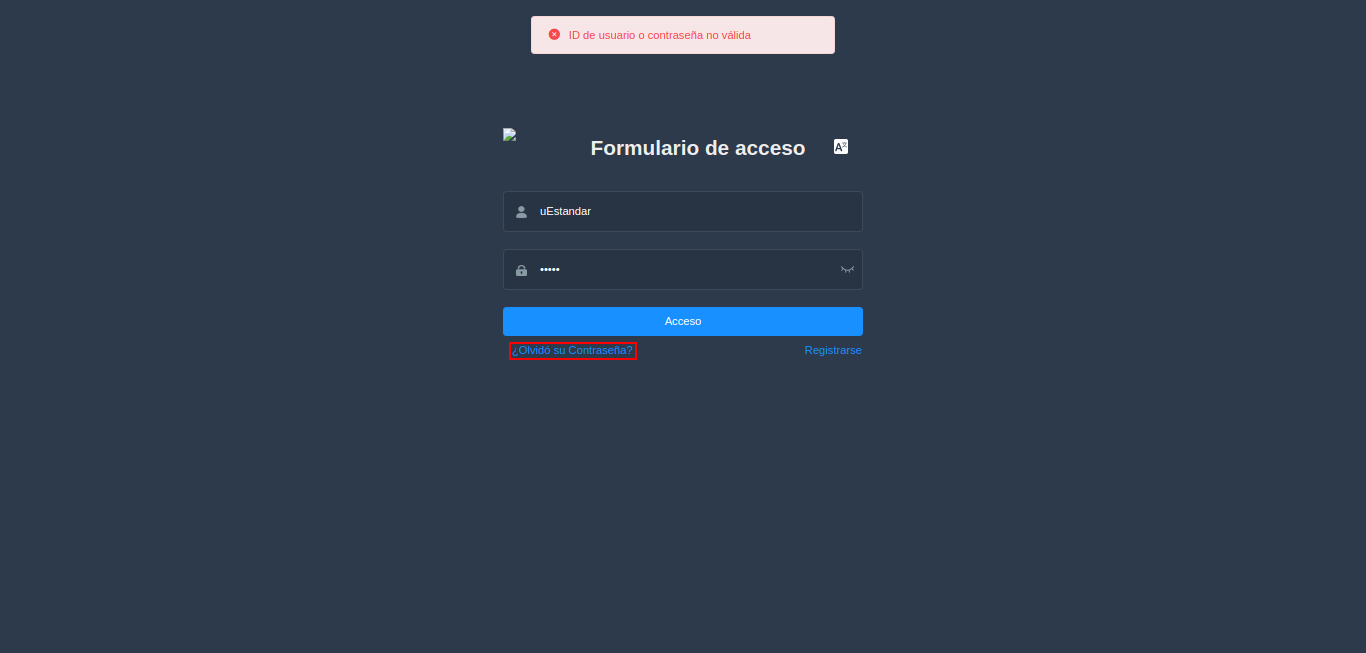 ID de usuario o contraseña no válida
Formulario de acceso
uEstandar
•••••
Acceso
¿Olvidó su Contraseña?
Registrarse